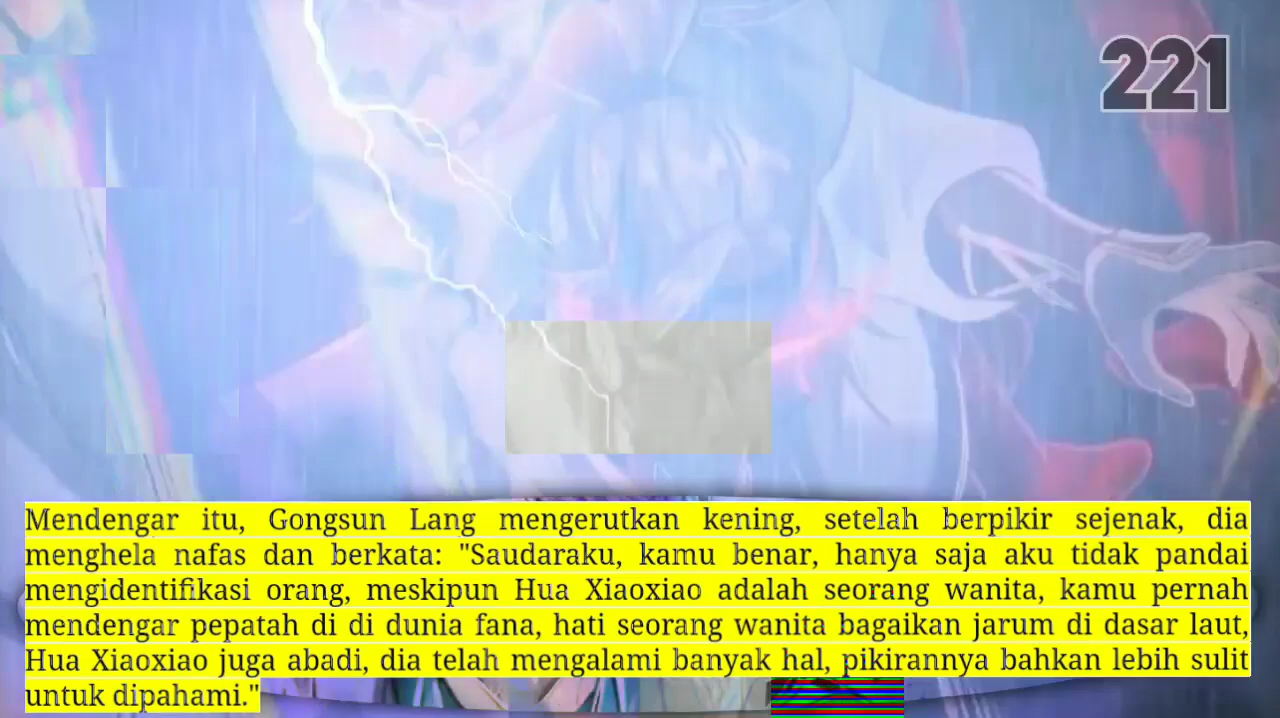 221
Mendengar itu, Gongsun Lang mengerutkan kening, setelah berpikir sejenak, dia
menghela nafas dan berkata: "Saudaraku, kamu benar, hanya saja aku tidak pandai
mengidentifikasi orang, meskipun Hua Xiaoxiao adalah seorang wanita, kamu pernah
mendengar pepatah di di dunia fana, hati seorang wanita bagaikan jarum di dasar laut,
Hua Xiaoxiao juga abadi, dia telah mengalami banyak hal, pikirannya bahkan lebih sulit
untuk dipahami."